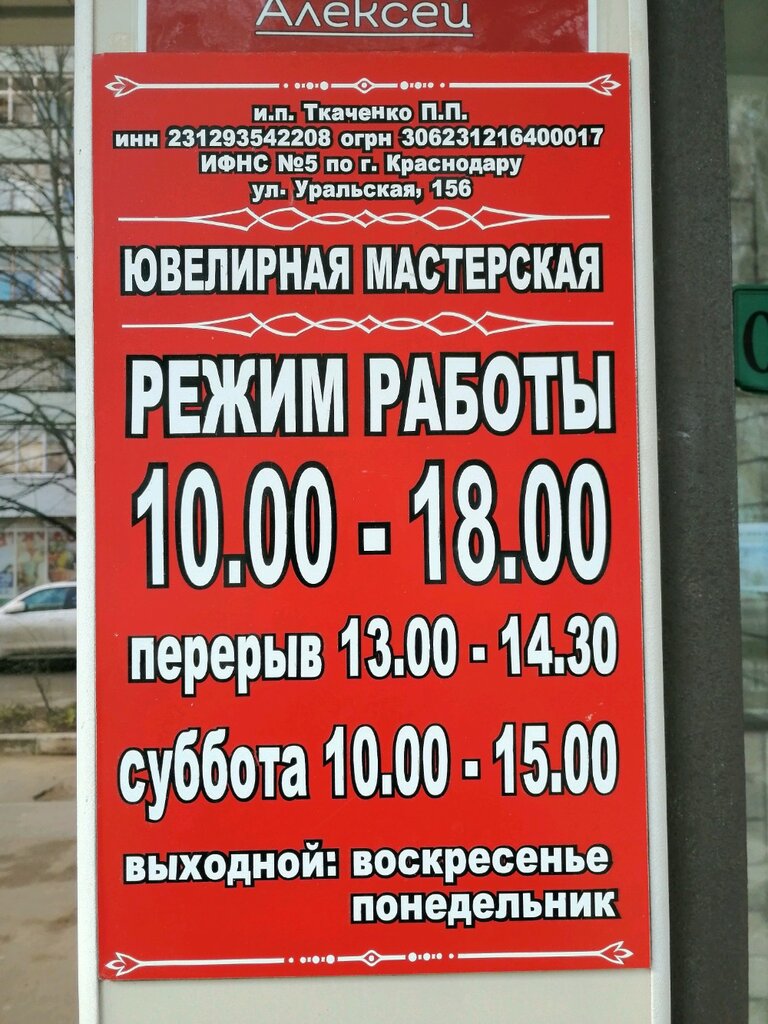 Алексей
и.п. Ткаченко П.П.
инн 231293542208 огрн 306231216400017
ИФНС №5 по г. Краснодару
ул. Уральская, 156
ЮВЕЛИРНАЯ МАСТЕРСКАЯ
РЕЖИМ РАБОТЫ
10.00 - 18.00
перерыв 13.00 - 14.30
суббота 10.00 - 15.00
выходной: воскресенье
понедельник